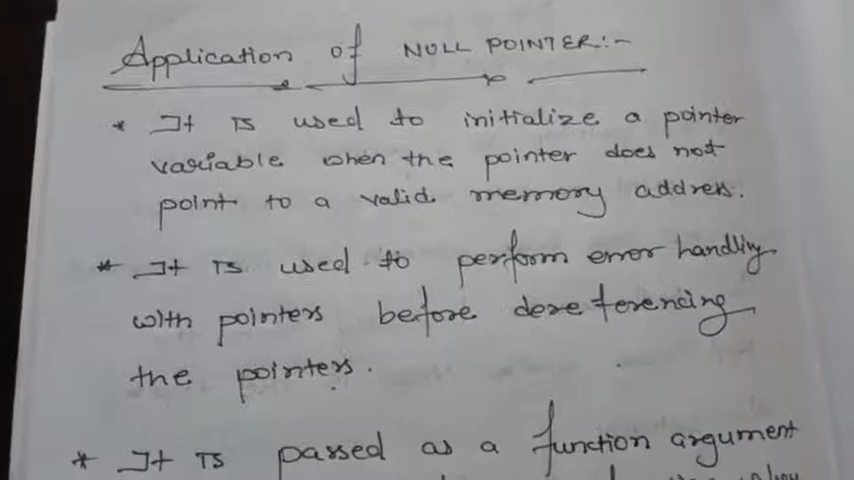 Application of NULL POINTER:-
* It is used to initialize a pointer
variable when the pointer does not
point to a valid memory address.
* It is used to perform error handling
with pointers before dereferencing
the pointers.
* It is passed as a function argument